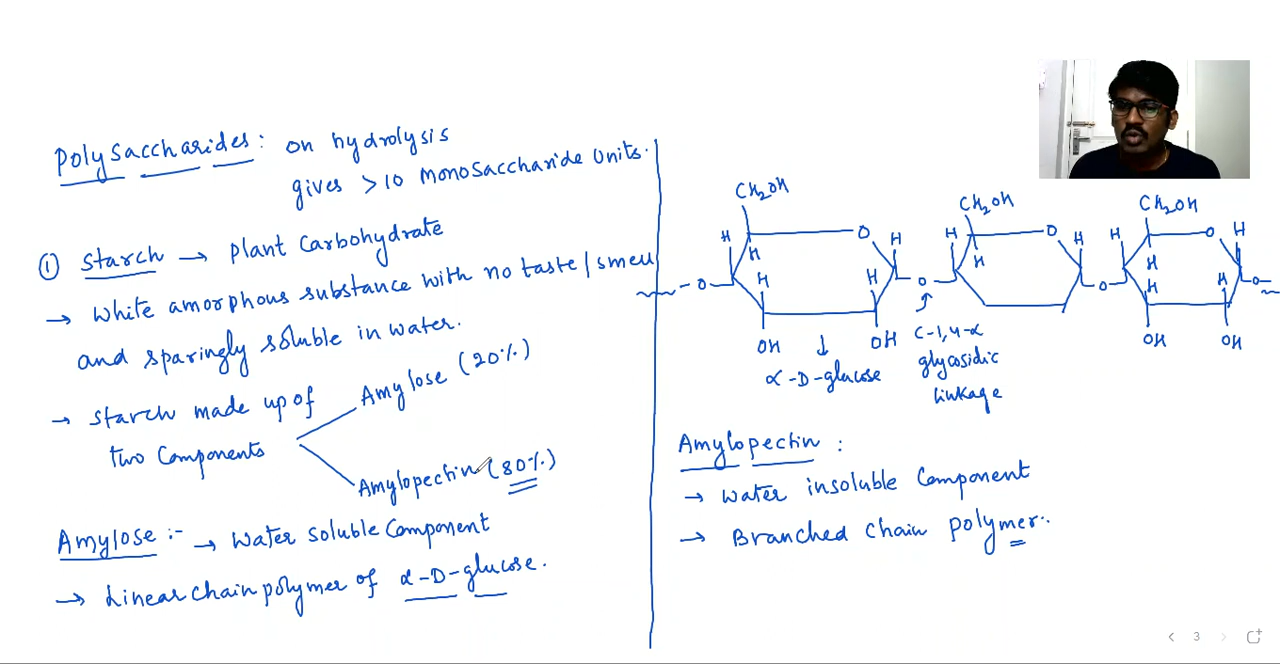 Polysaccharides: on hydrolysis
gives >10 monosaccharide units.
① Starch → Plant Carbohydrate
→ White amorphous substance with no taste/smell
and sparingly soluble in water.
→ Starch made up of
two Components
Amylose (20%)
Amylopectin (80%)
Amylose :- → Water soluble Component
→ Linear chain polymer of α-D-glucose.
CH₂OH CH₂OH CH₂OH
H O H H O H H O H
H H H
H H H H
O O O O
OH OH OH OH
α-D-glucose
C-1,4-α
glycosidic
linkage
Amylopectin :
→ Water insoluble Component
→ Branched chain polymer.
3